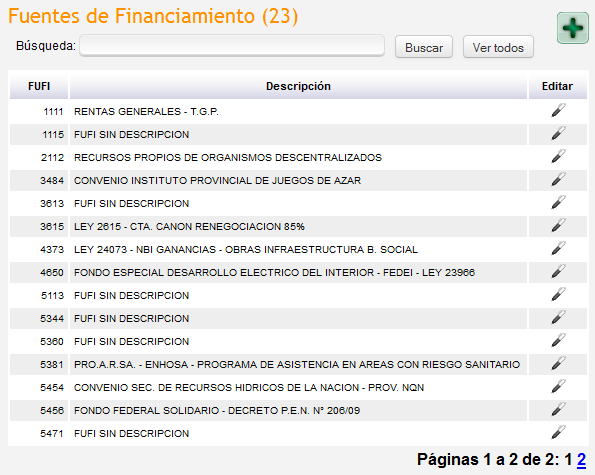 Fuentes de Financiamiento (23)
Búsqueda: Buscar Ver todos
FUFI Descripción Editar
1111 RENTAS GENERALES - T.G.P.
1115 FUFI SIN DESCRIPCION
2112 RECURSOS PROPIOS DE ORGANISMOS DESCENTRALIZADOS
3484 CONVENIO INSTITUTO PROVINCIAL DE JUEGOS DE AZAR
3613 FUFI SIN DESCRIPCION
3615 LEY 2615 - CTA. CANON RENEGOCIACION 85%
4373 LEY 24073 - NBI GANANCIAS - OBRAS INFRAESTRUCTURA B. SOCIAL
4650 FONDO ESPECIAL DESARROLLO ELECTRICO DEL INTERIOR - FEDEI - LEY 23966
5113 FUFI SIN DESCRIPCION
5344 FUFI SIN DESCRIPCION
5360 FUFI SIN DESCRIPCION
5381 PRO.A.R.SA. - ENHOSA - PROGRAMA DE ASISTENCIA EN AREAS CON RIESGO SANITARIO
5454 CONVENIO SEC. DE RECURSOS HIDRICOS DE LA NACION - PROV. NQN
5456 FONDO FEDERAL SOLIDARIO - DECRETO P.E.N. N° 206/09
5471 FUFI SIN DESCRIPCION
Páginas 1 a 2 de 2: 1 2